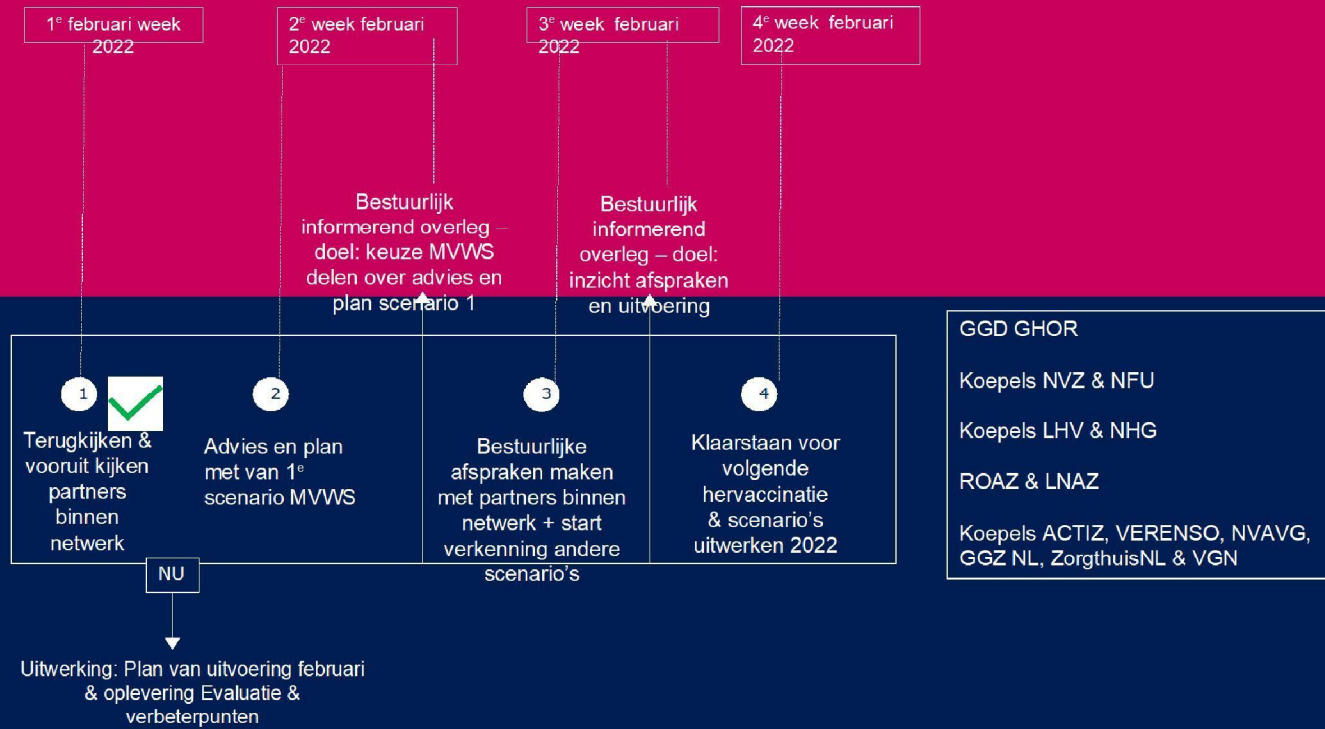 1e februari week
2022
2e week februari
2022
3e week februari
2022
4e week februari
2022
Bestuurlijk
informerend overleg –
doel: keuze MVWS
delen over advies en
plan scenario 1
Bestuurlijk
informerend
overleg – doel:
inzicht afspraken
en uitvoering
1
Terugkijken &
vooruit kijken
partners
binnen
netwerk
2
Advies en plan
met van 1e
scenario MVWS
3
Bestuurlijke
afspraken maken
met partners binnen
netwerk + start
verkenning andere
scenario's
4
Klaarstaan voor
volgende
hervaccinatie
& scenario's
uitwerken 2022
NU
Uitwerking: Plan van uitvoering februari
& oplevering Evaluatie &
verbeterpunten
GGD GHOR
Koepels NVZ & NFU
Koepels LHV & NHG
ROAZ & LNAZ
Koepels ACTIZ, VERENSO, NVAVG,
GGZ NL, ZorgthuisNL & VGN